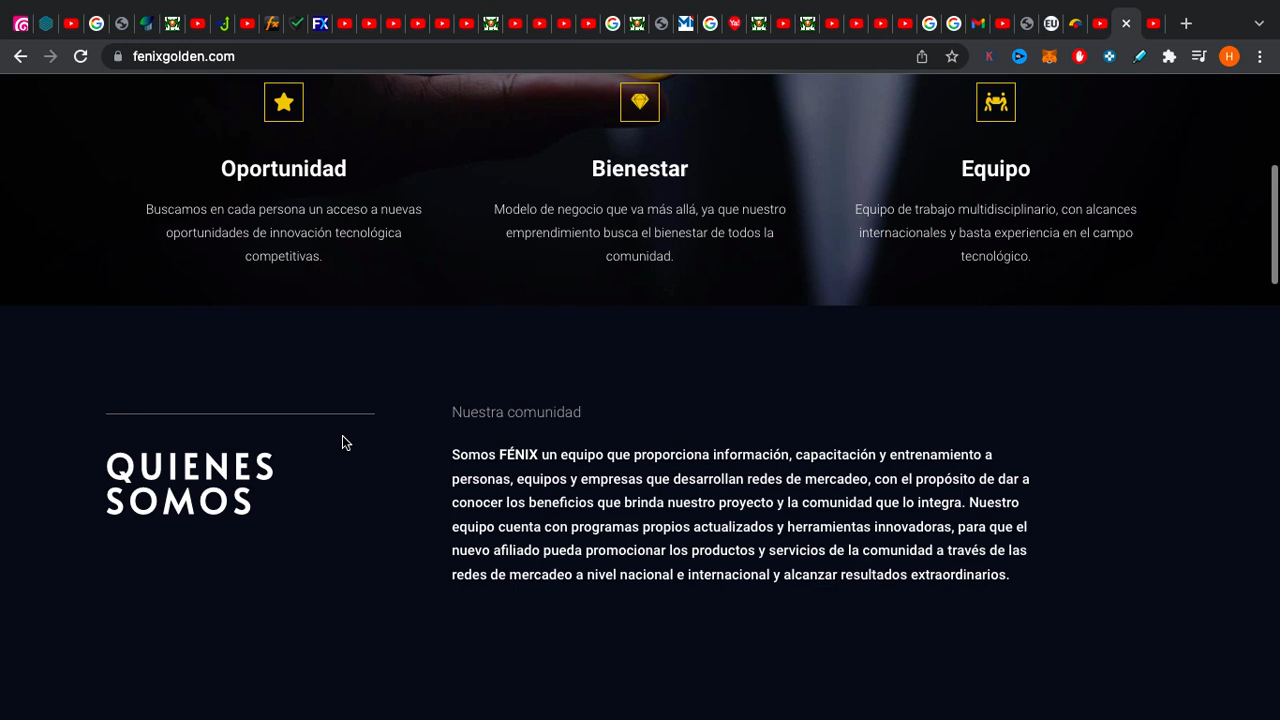 fenixgolden.com
Oportunidad
Buscamos en cada persona un acceso a nuevas
oportunidades de innovación tecnológica
competitivas.
Bienestar
Modelo de negocio que va más allá, ya que nuestro
emprendimiento busca el bienestar de todos la
comunidad.
Equipo
Equipo de trabajo multidisciplinario, con alcances
internacionales y basta experiencia en el campo
tecnológico.
QUIENES
SOMOS
Nuestra comunidad
Somos FÉNIX un equipo que proporciona información, capacitación y entrenamiento a
personas, equipos y empresas que desarrollan redes de mercadeo, con el propósito de dar a
conocer los beneficios que brinda nuestro proyecto y la comunidad que lo integra. Nuestro
equipo cuenta con programas propios actualizados y herramientas innovadoras, para que el
nuevo afiliado pueda promocionar los productos y servicios de la comunidad a través de las
redes de mercadeo a nivel nacional e internacional y alcanzar resultados extraordinarios.